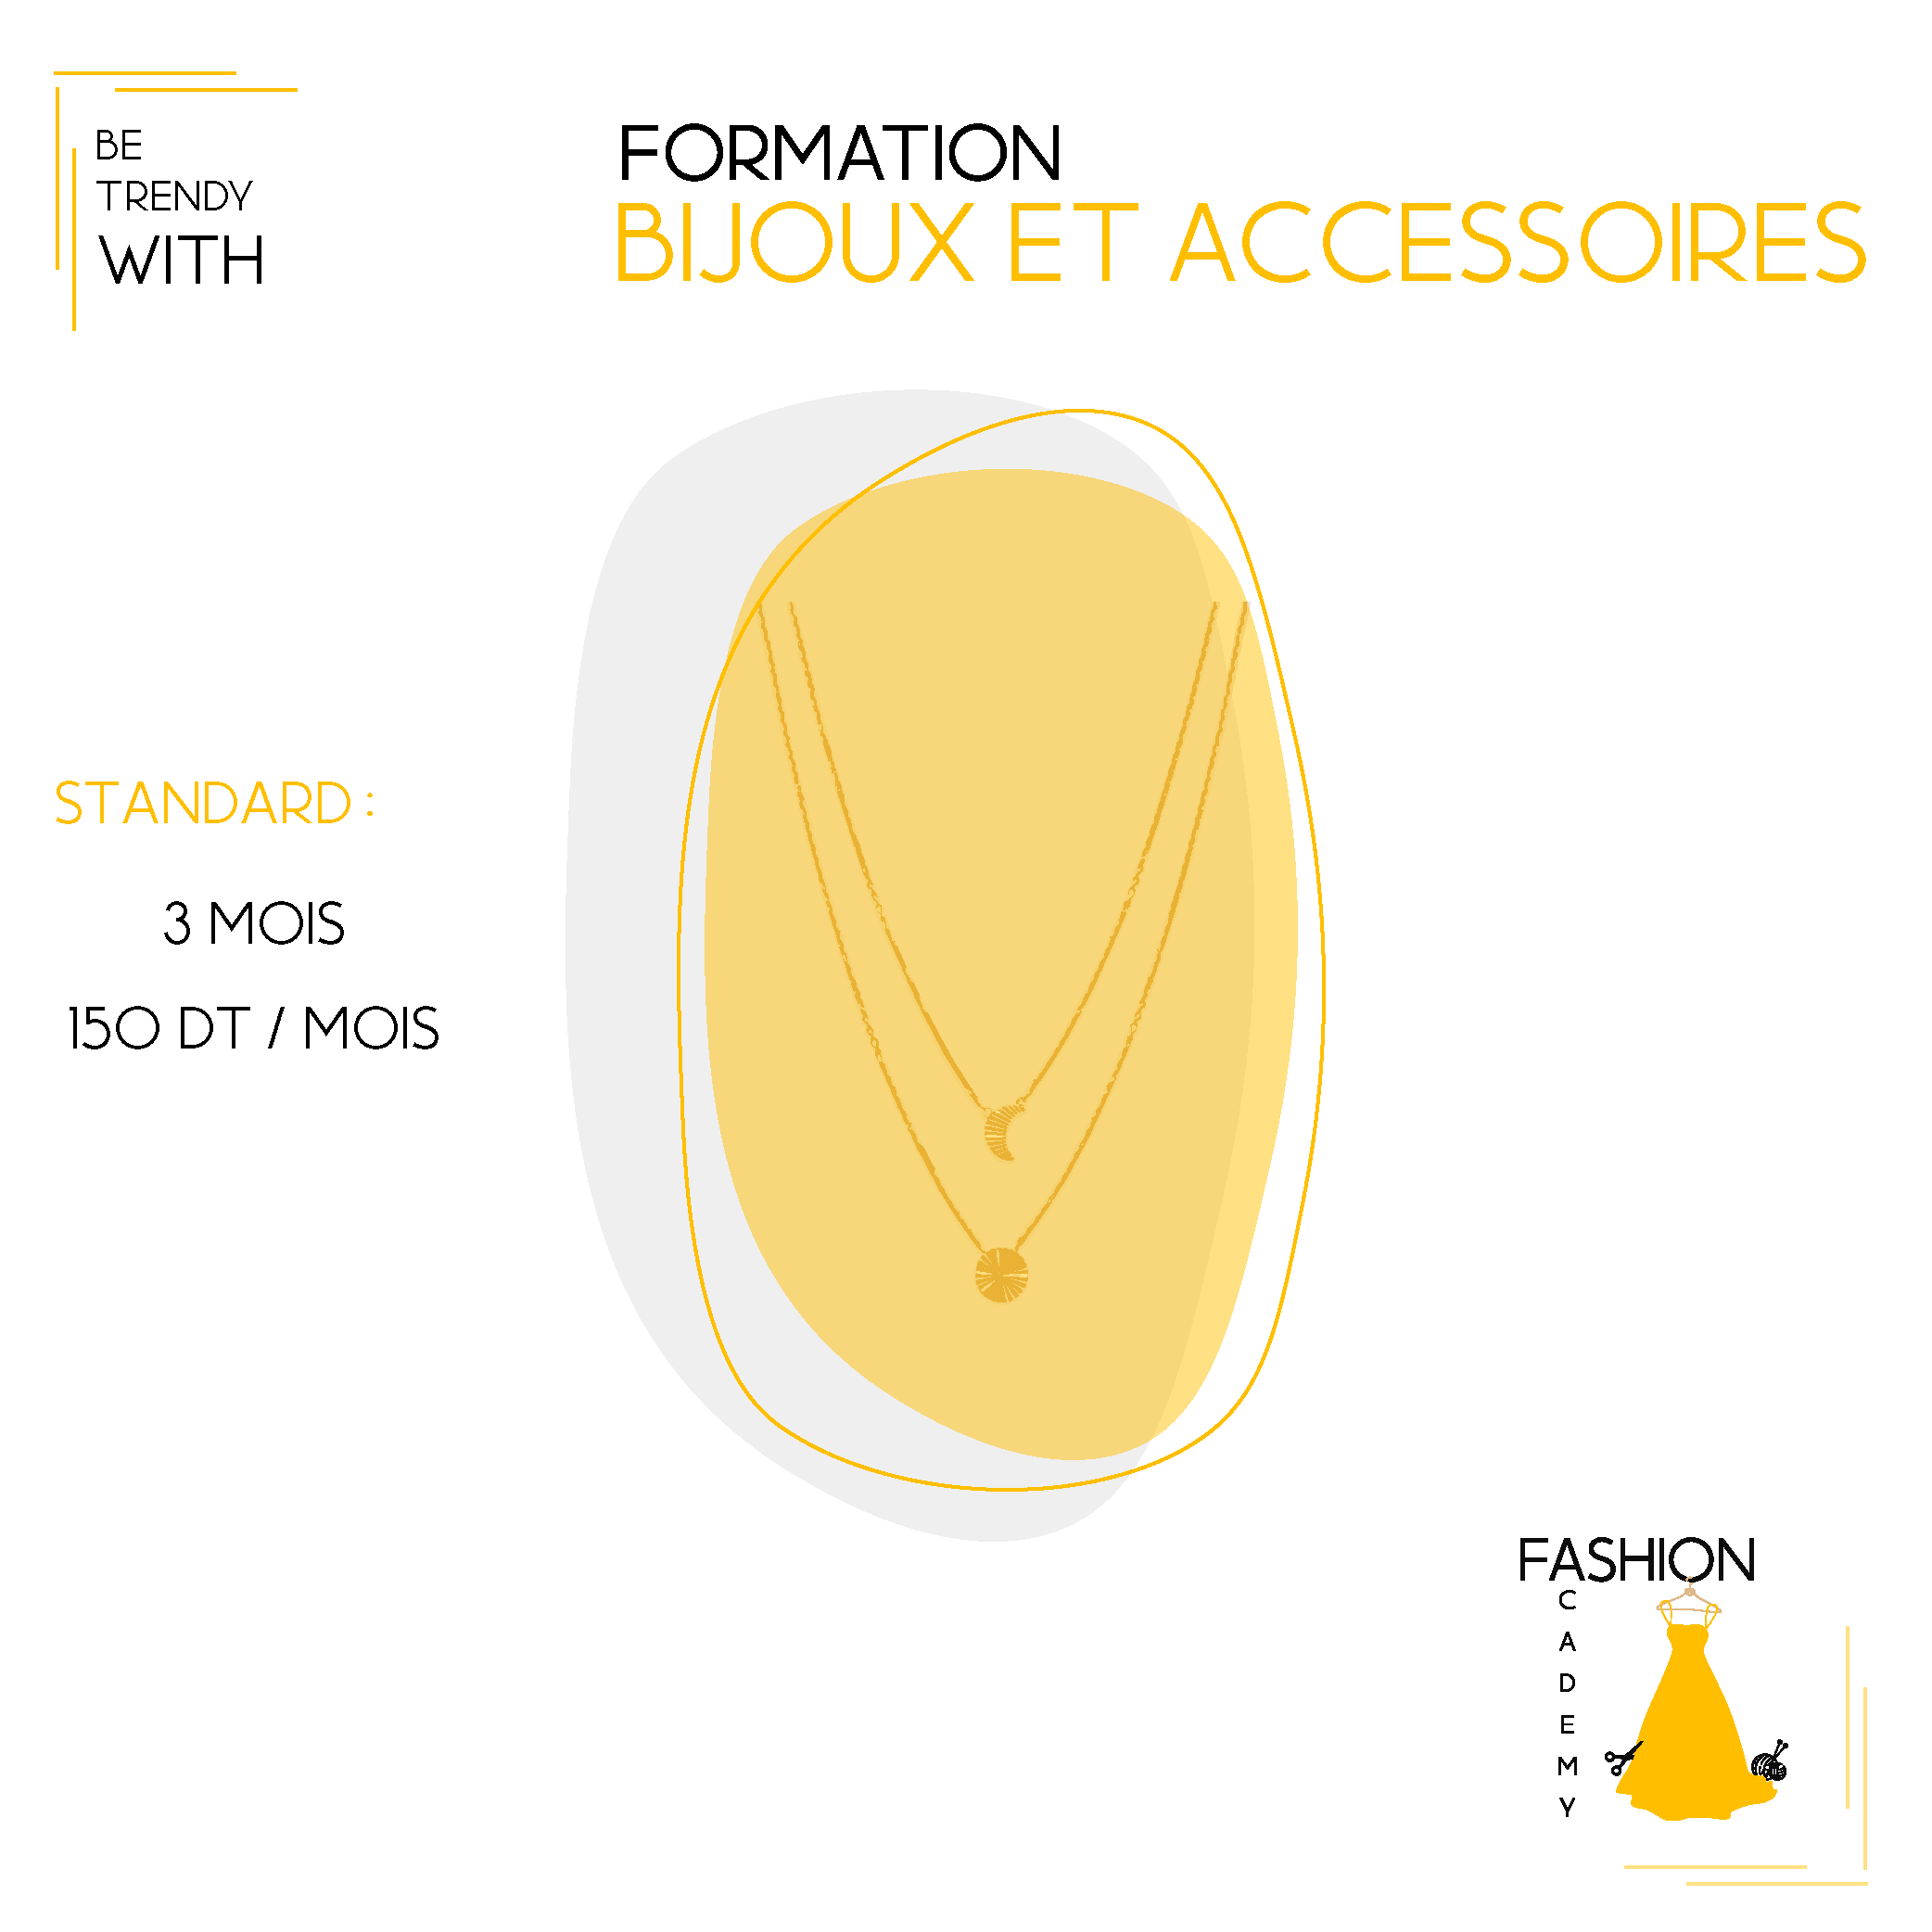 BE
TRENDY
WITH
FORMATION
BIJOUX ET ACCESSOIRES
STANDARD :
3 MOIS
150 DT / MOIS
FASHION
C
A
D
E
M
Y